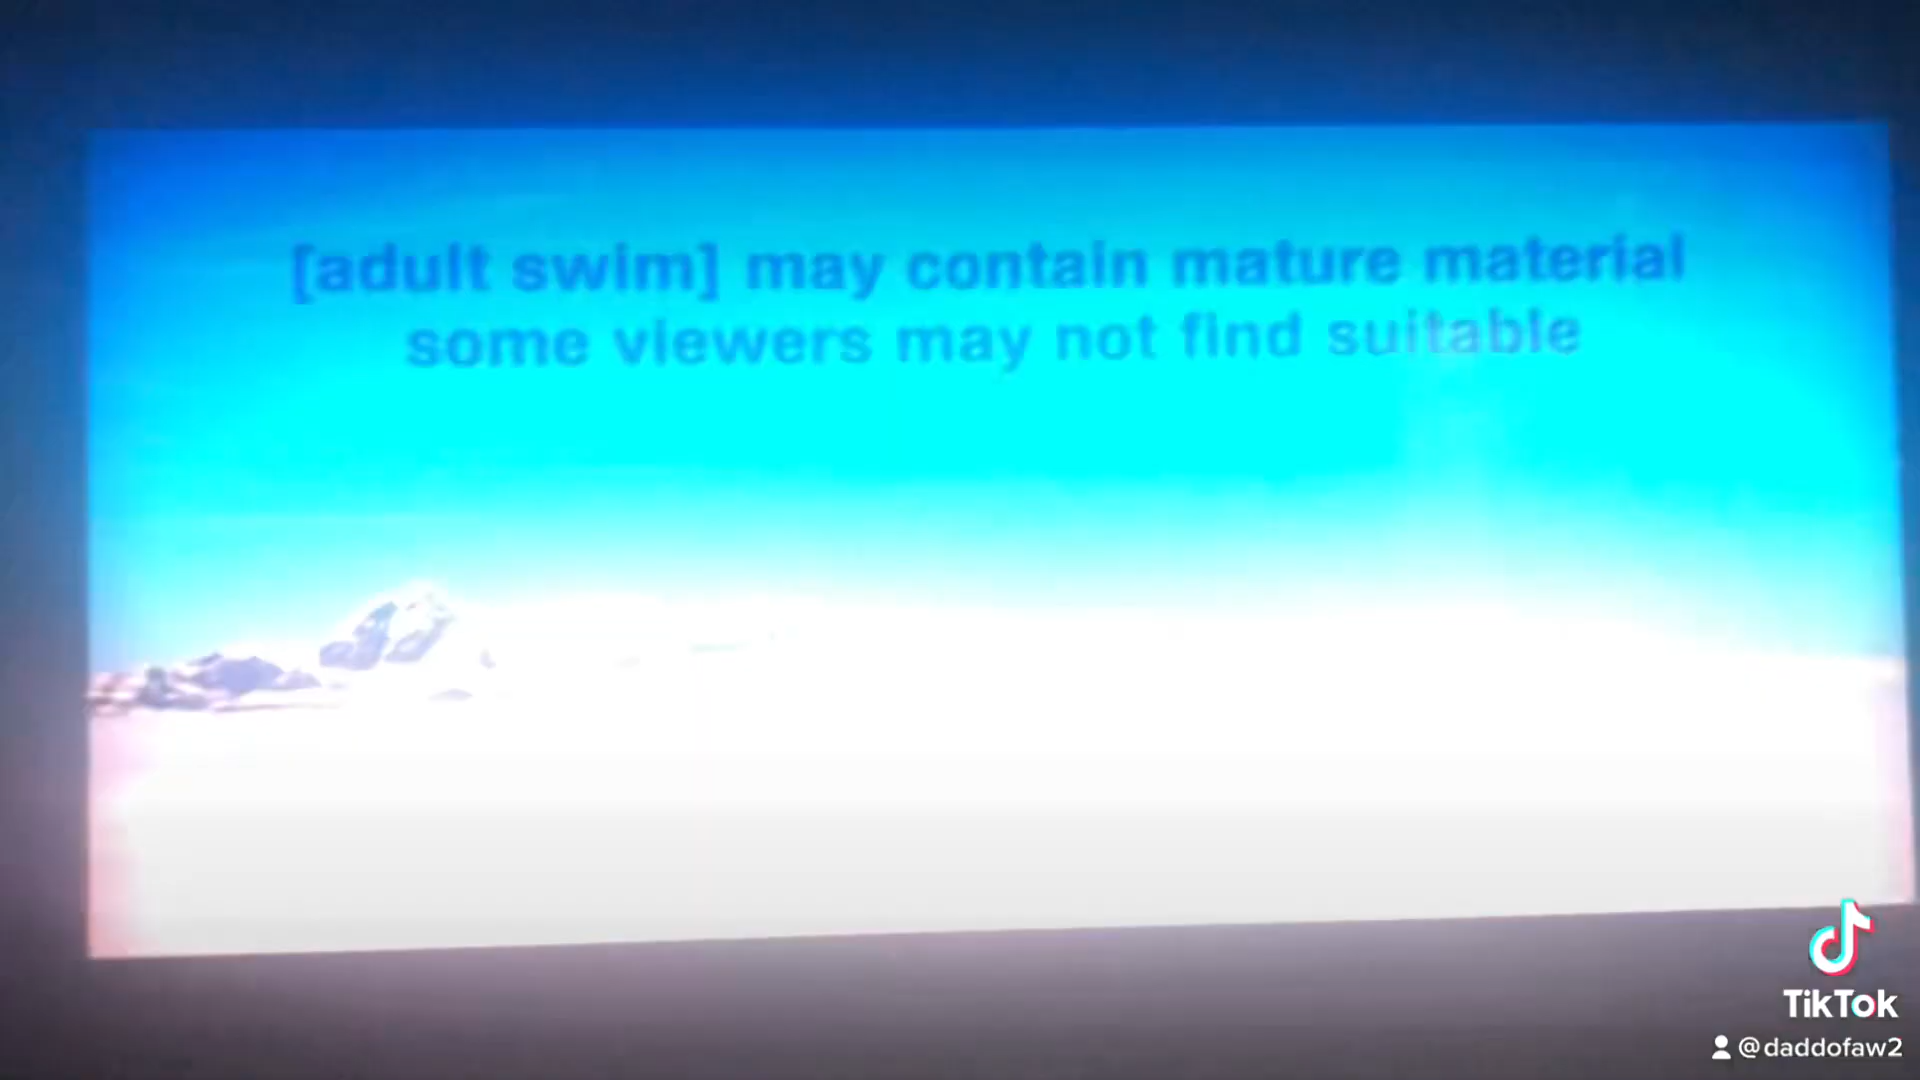 [adult swim] may contain mature material
some viewers may not find suitable
TikTok
@daddofaw2